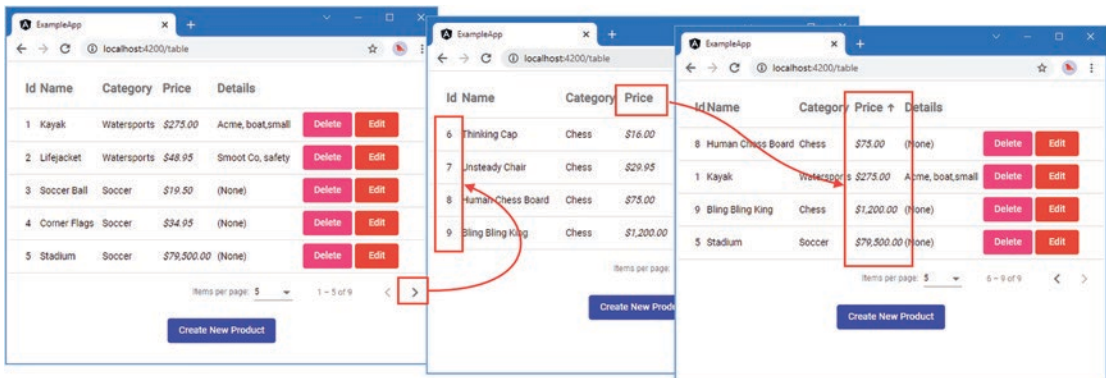 ExampleApp
localhost:4200/table
Id Name Category Price Details
1 Kayak Watersports $275.00 Acme, boat,small Delete Edit
2 Lifejacket Watersports $48.95 Smoot Co, safety Delete Edit
3 Soccer Ball Soccer $19.50 (None) Delete Edit
4 Corner Flags Soccer $34.95 (None) Delete Edit
5 Stadium Soccer $79,500.00 (None) Delete Edit
Items per page: 5 1 – 5 of 9
Create New Product
ExampleApp
localhost:4200/table
Id Name Category Price
6 Thinking Cap Chess $16.00
7 Unsteady Chair Chess $29.95
8 Human Chess Board Chess $75.00
9 Bling Bling King Chess $1,200.00
Items per page:
Create New Prod
ExampleApp
localhost:4200/table
Id Name Category Price ↑ Details
8 Human Chess Board Chess $75.00 (None) Delete Edit
1 Kayak Watersports $275.00 Acme, boat,small Delete Edit
9 Bling Bling King Chess $1,200.00 (None) Delete Edit
5 Stadium Soccer $79,500.00 (None) Delete Edit
Items per page: 5 6 – 9 of 9
Create New Product